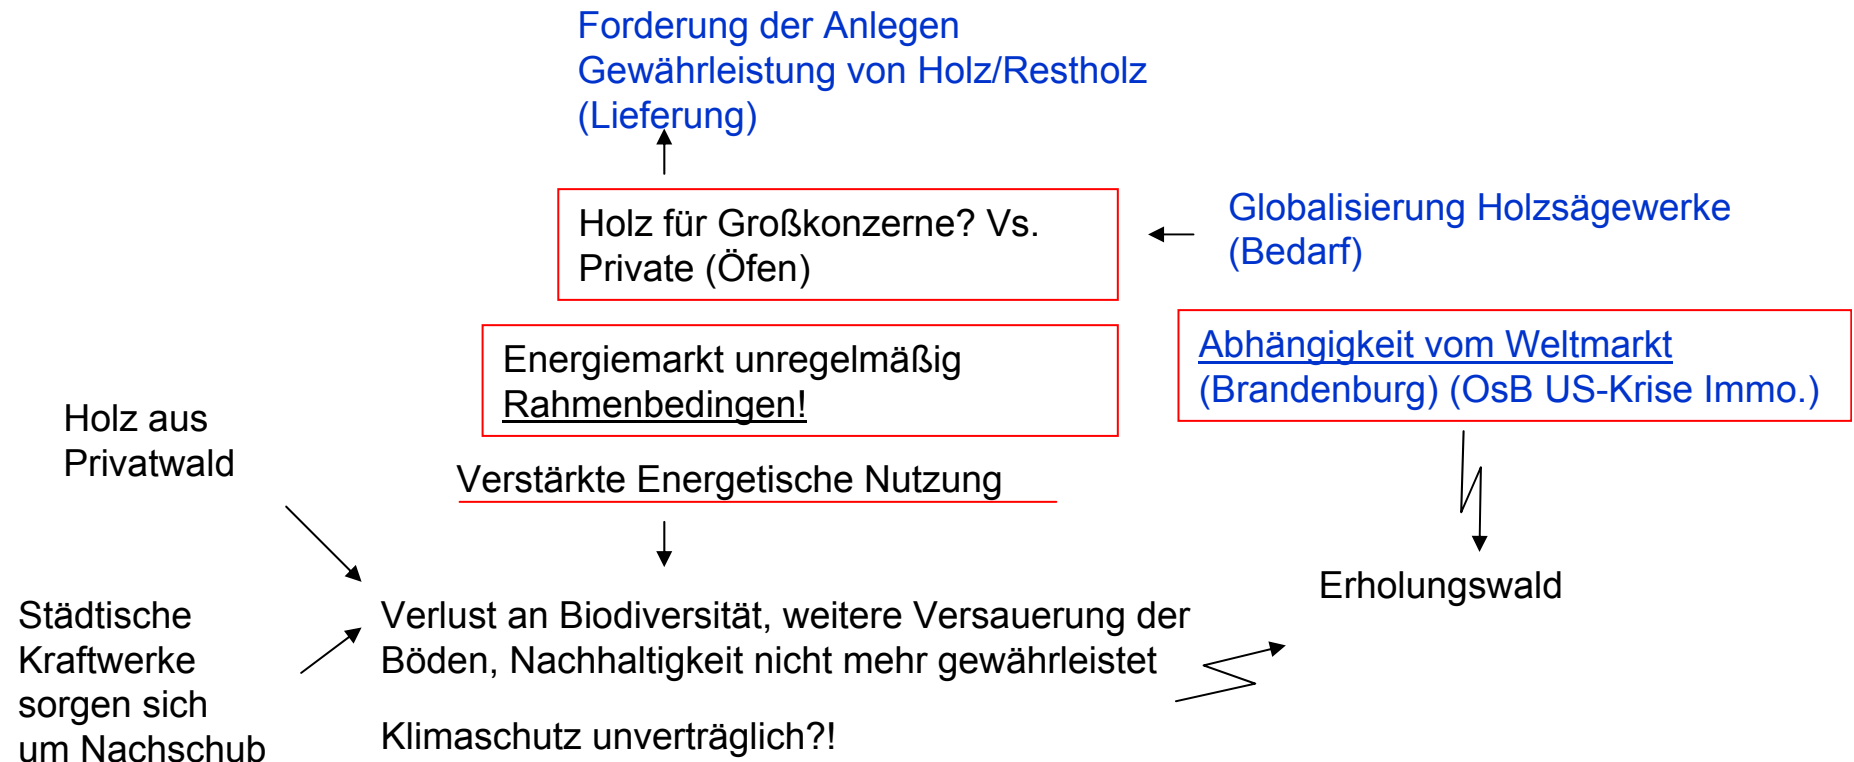 Forderung der Anlegen
Gewährleistung von Holz/Restholz
(Lieferung)
Holz für Großkonzerne? Vs.
Private (Öfen)
Globalisierung Holzsägewerke
(Bedarf)
Energiemarkt unregelmäßig
Rahmenbedingen!
Abhängigkeit vom Weltmarkt
(Brandenburg) (OsB US-Krise Immo.)
Holz aus
Privatwald
Verstärkte Energetische Nutzung
Erholungswald
Städtische
Kraftwerke
sorgen sich
um Nachschub
Verlust an Biodiversität, weitere Versauerung der
Böden, Nachhaltigkeit nicht mehr gewährleistet
Klimaschutz unverträglich?!